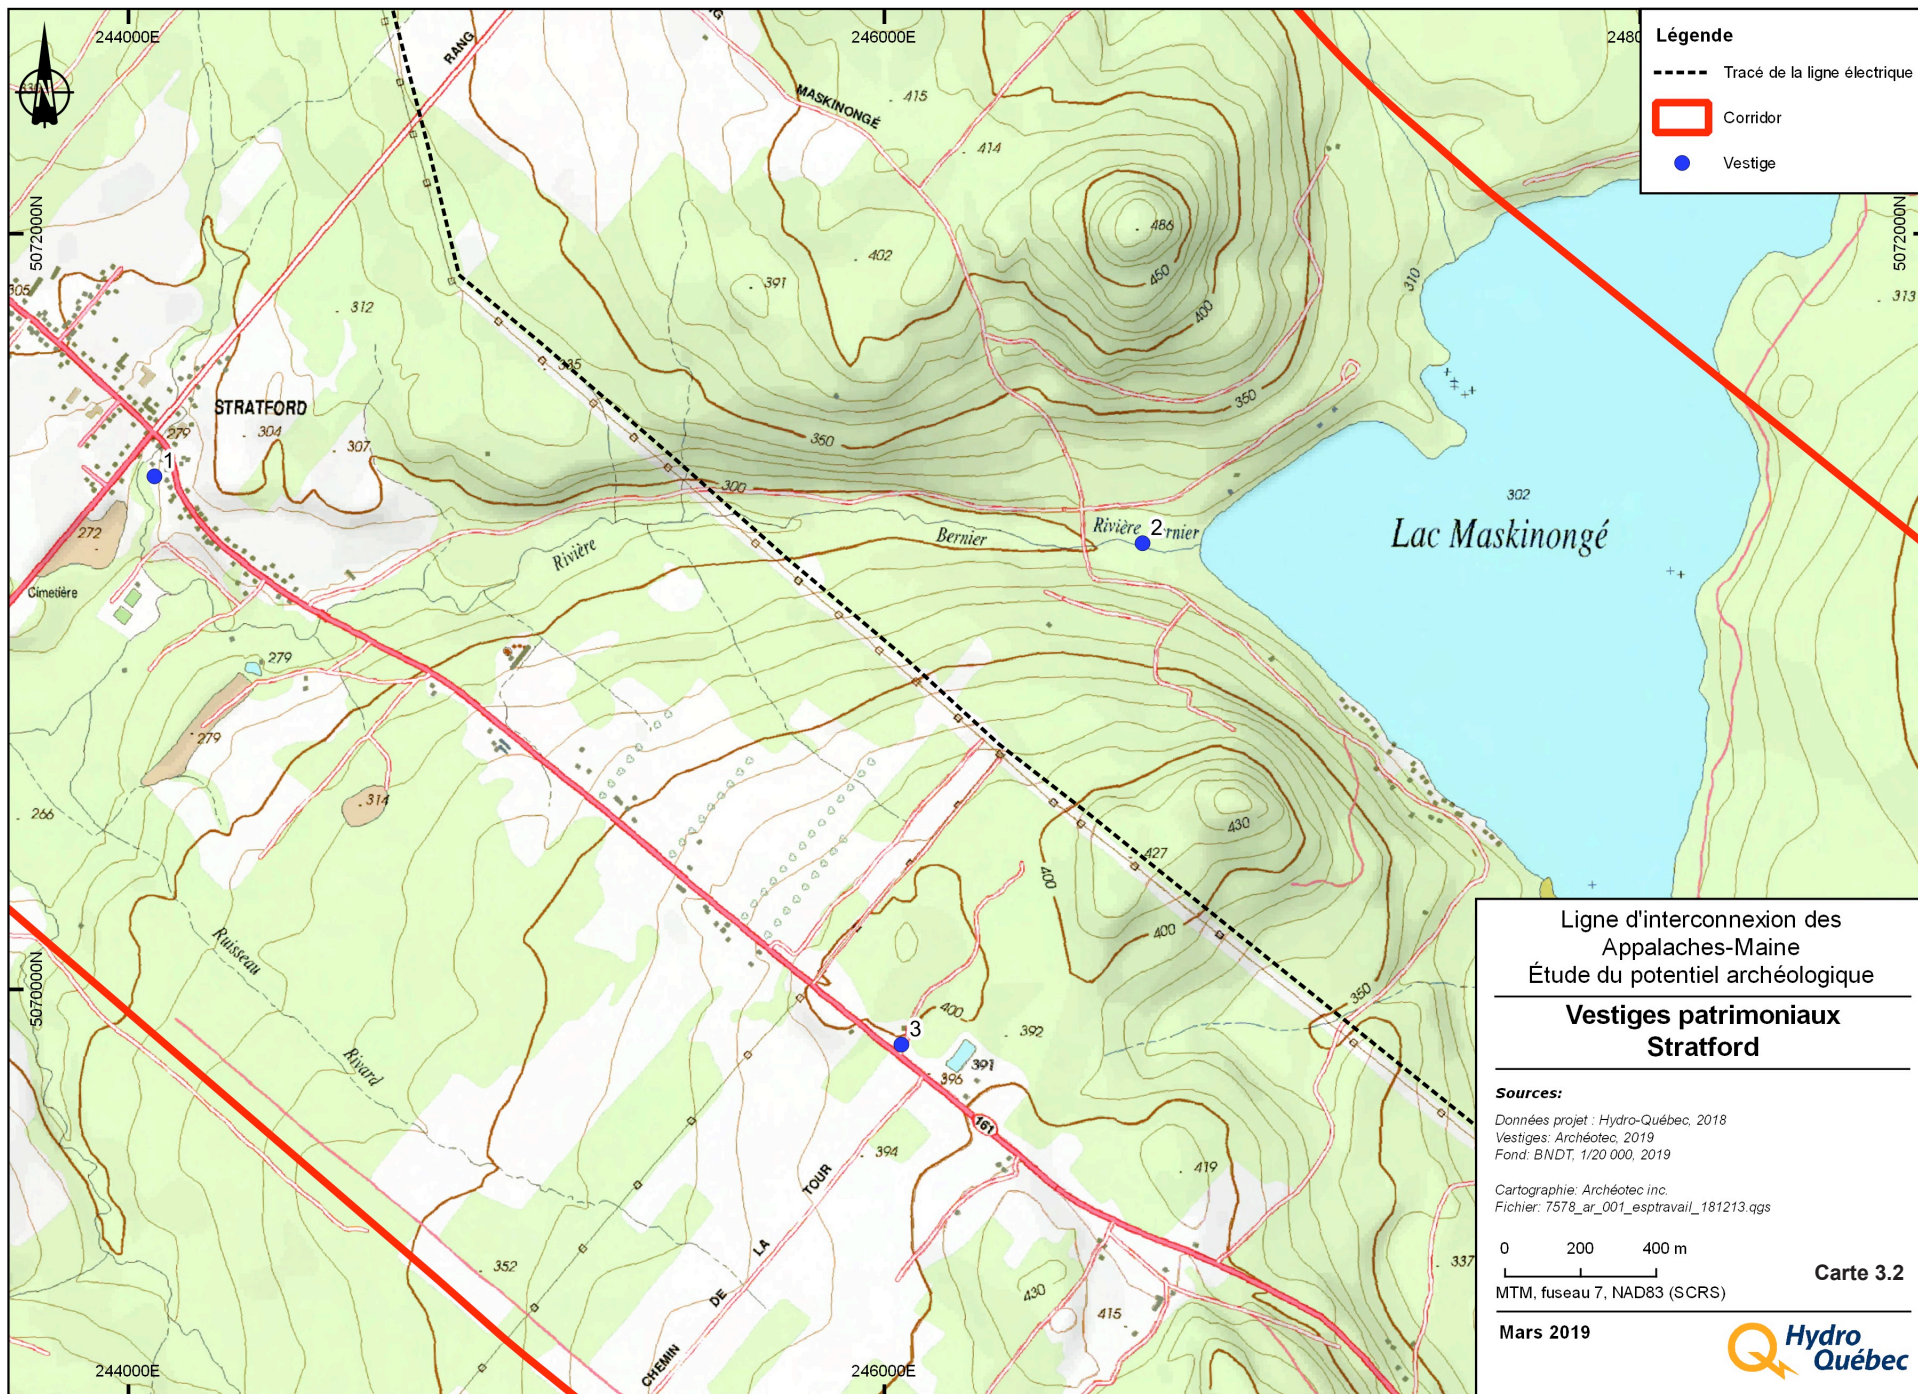 244000E
246000E
2480
RANG
NG
MASKINONGÉ
330
415
414
486
450
400
402
391
310
313
5072000N
5072000N
305
312
335
STRATFORD
304
307
279
350
360
300
1
272
Cimetière
Rivière
Bernier
Rivière
rnier
2
302
Lac Maskinongé
279
279
314
266
430
427
400
400
350
Ruisseau
Rivard
5070000N
400
392
3
391
396
161
394
419
TOUR
LA
DE
CHEMIN
352
430
415
337
244000E
246000E
N
Légende
Tracé de la ligne électrique
Corridor
Vestige
Ligne d'interconnexion des
Appalaches-Maine
Étude du potentiel archéologique
Vestiges patrimoniaux
Stratford
Sources:
Données projet : Hydro-Québec, 2018
Vestiges: Archéotec, 2019
Fond: BNDT, 1/20 000, 2019
Cartographie: Archéotec inc.
Fichier: 7578_ar_001_esptravail_181213.qgs
0 200 400 m
MTM, fuseau 7, NAD83 (SCRS)
Carte 3.2
Mars 2019
Hydro
Québec